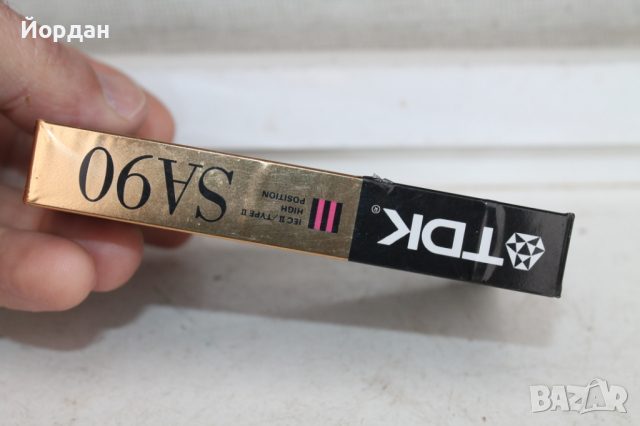 Йордан
TDK®
IEC II / TYPE II
HIGH
POSITION
SA90
BAZAR